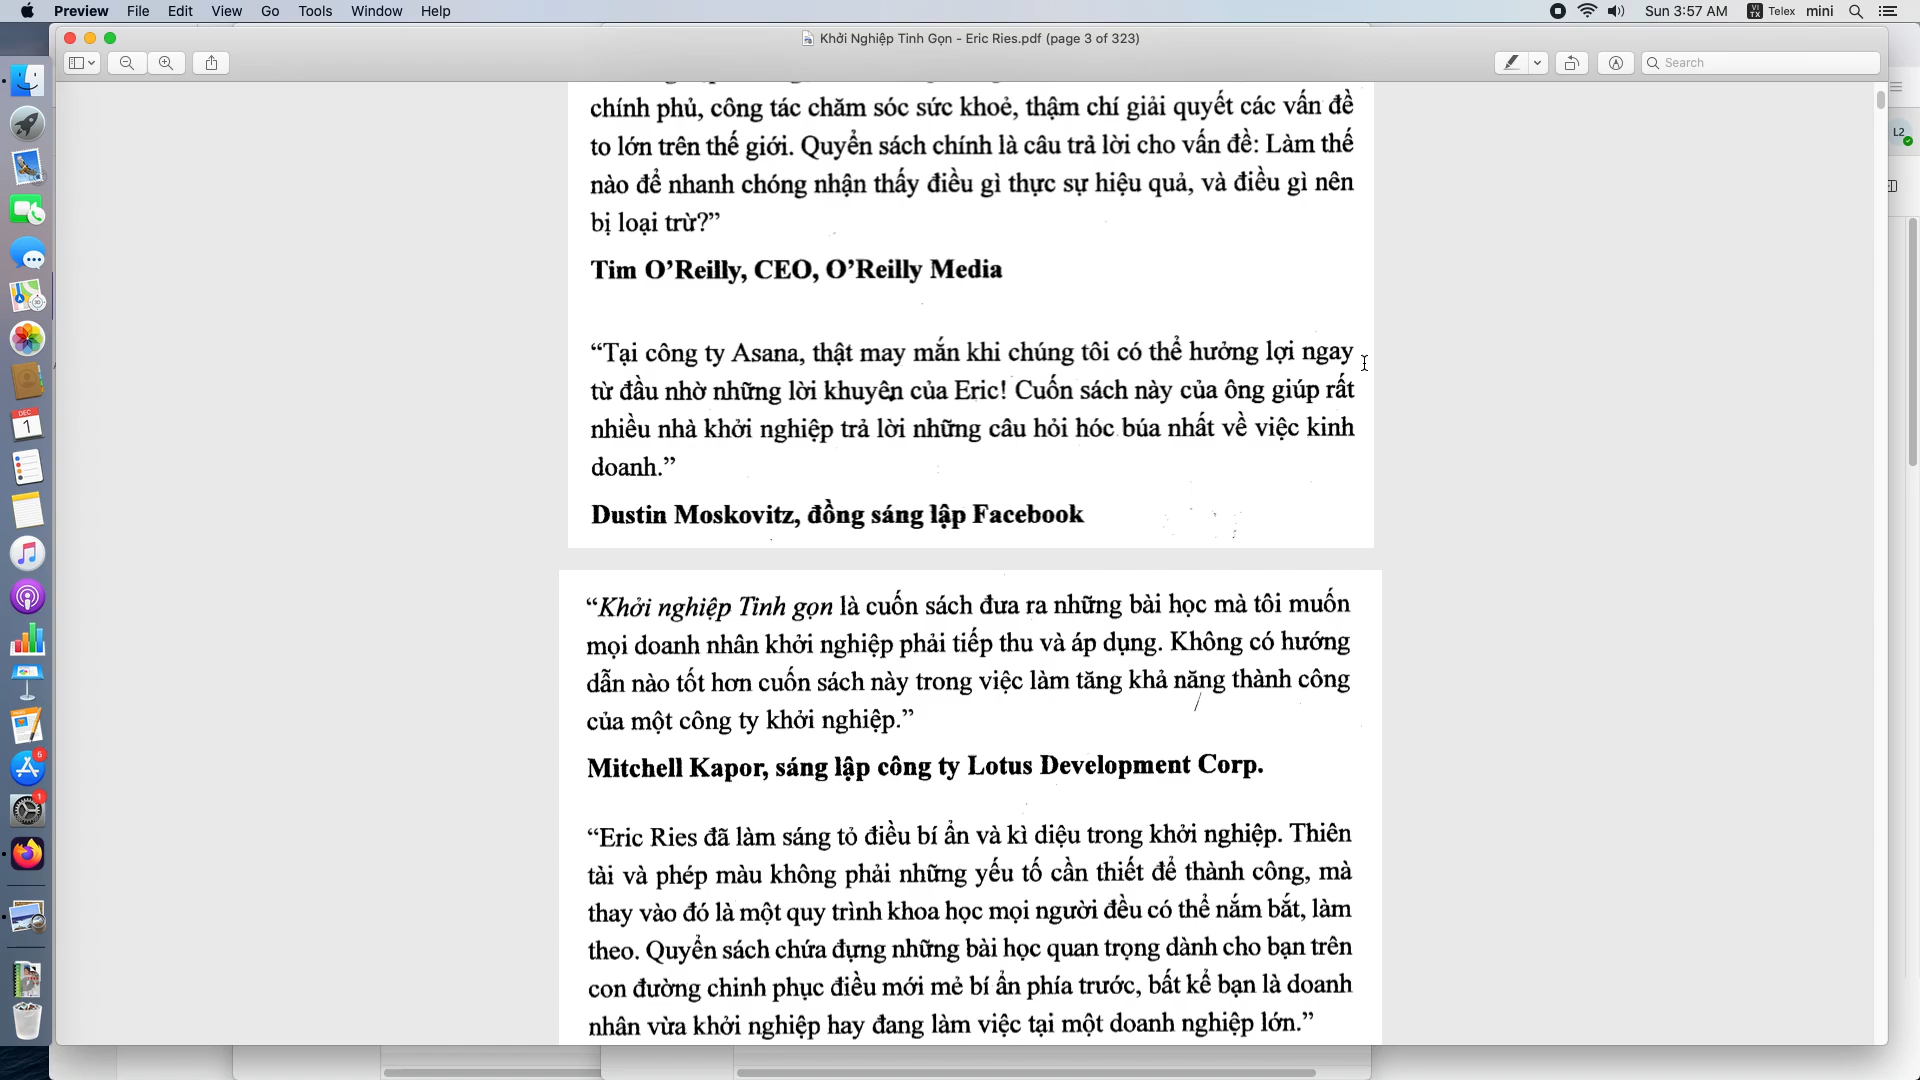 Preview File Edit View Go Tools Window Help
Sun 3:57 AM VI TX Telex mini
Khởi Nghiệp Tinh Gọn - Eric Ries.pdf (page 3 of 323)
Search
chính phủ, công tác chăm sóc sức khoẻ, thậm chí giải quyết các vấn đề
to lớn trên thế giới. Quyển sách chính là câu trả lời cho vấn đề: Làm thế
nào để nhanh chóng nhận thấy điều gì thực sự hiệu quả, và điều gì nên
bị loại trừ?”
Tim O’Reilly, CEO, O’Reilly Media
“Tại công ty Asana, thật may mắn khi chúng tôi có thể hưởng lợi ngay
từ đầu nhờ những lời khuyên của Eric! Cuốn sách này của ông giúp rất
nhiều nhà khởi nghiệp trả lời những câu hỏi hóc búa nhất về việc kinh
doanh.”
Dustin Moskovitz, đồng sáng lập Facebook
“Khởi nghiệp Tinh gọn là cuốn sách đưa ra những bài học mà tôi muốn
mọi doanh nhân khởi nghiệp phải tiếp thu và áp dụng. Không có hướng
dẫn nào tốt hơn cuốn sách này trong việc làm tăng khả năng thành công
của một công ty khởi nghiệp.”
Mitchell Kapor, sáng lập công ty Lotus Development Corp.
“Eric Ries đã làm sáng tỏ điều bí ẩn và kì diệu trong khởi nghiệp. Thiên
tài và phép màu không phải những yếu tố cần thiết để thành công, mà
thay vào đó là một quy trình khoa học mọi người đều có thể nắm bắt, làm
theo. Quyển sách chứa đựng những bài học quan trọng dành cho bạn trên
con đường chinh phục điều mới mẻ bí ẩn phía trước, bất kể bạn là doanh
nhân vừa khởi nghiệp hay đang làm việc tại một doanh nghiệp lớn.”
L2
DEC
1
5
1